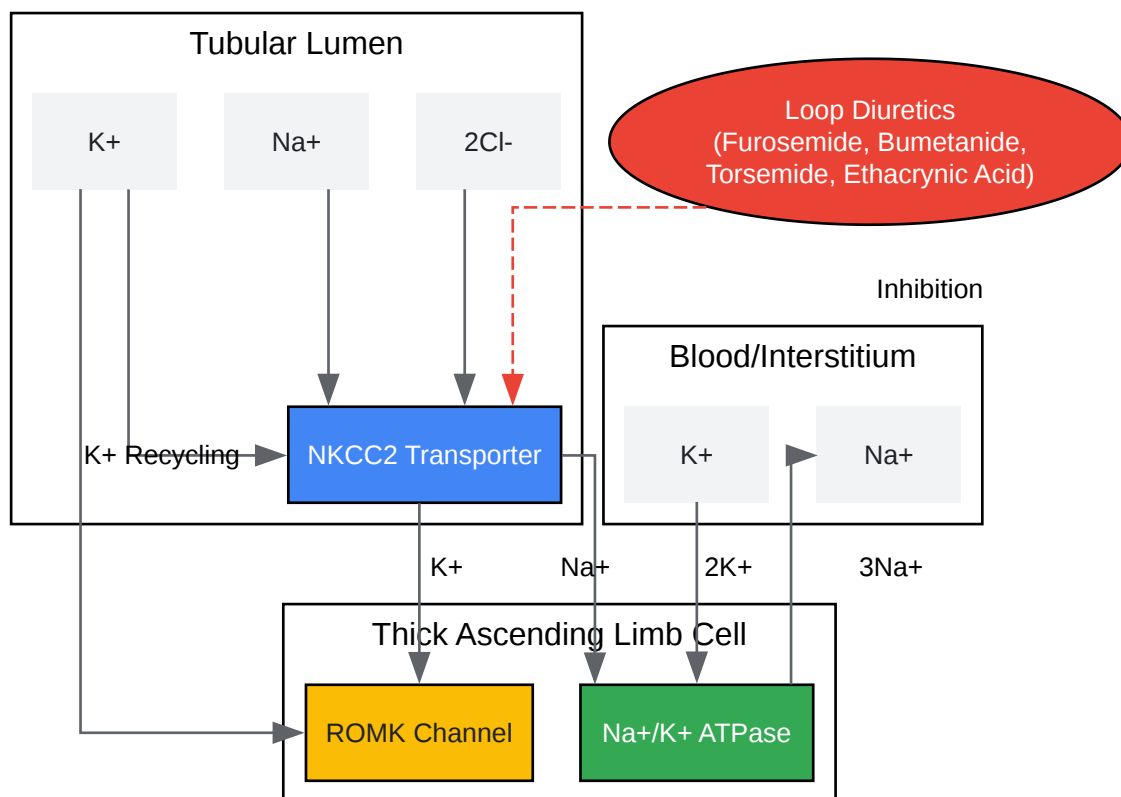 Tubular Lumen
K+
Na+
2Cl-
Loop Diuretics
(Furosemide, Bumetanide,
Torsemide, Ethacrynic Acid)
Inhibition
Blood/Interstitium
K+
Na+
K+ Recycling
NKCC2 Transporter
K+
Na+
2K+
3Na+
Thick Ascending Limb Cell
ROMK Channel
Na+/K+ ATPase